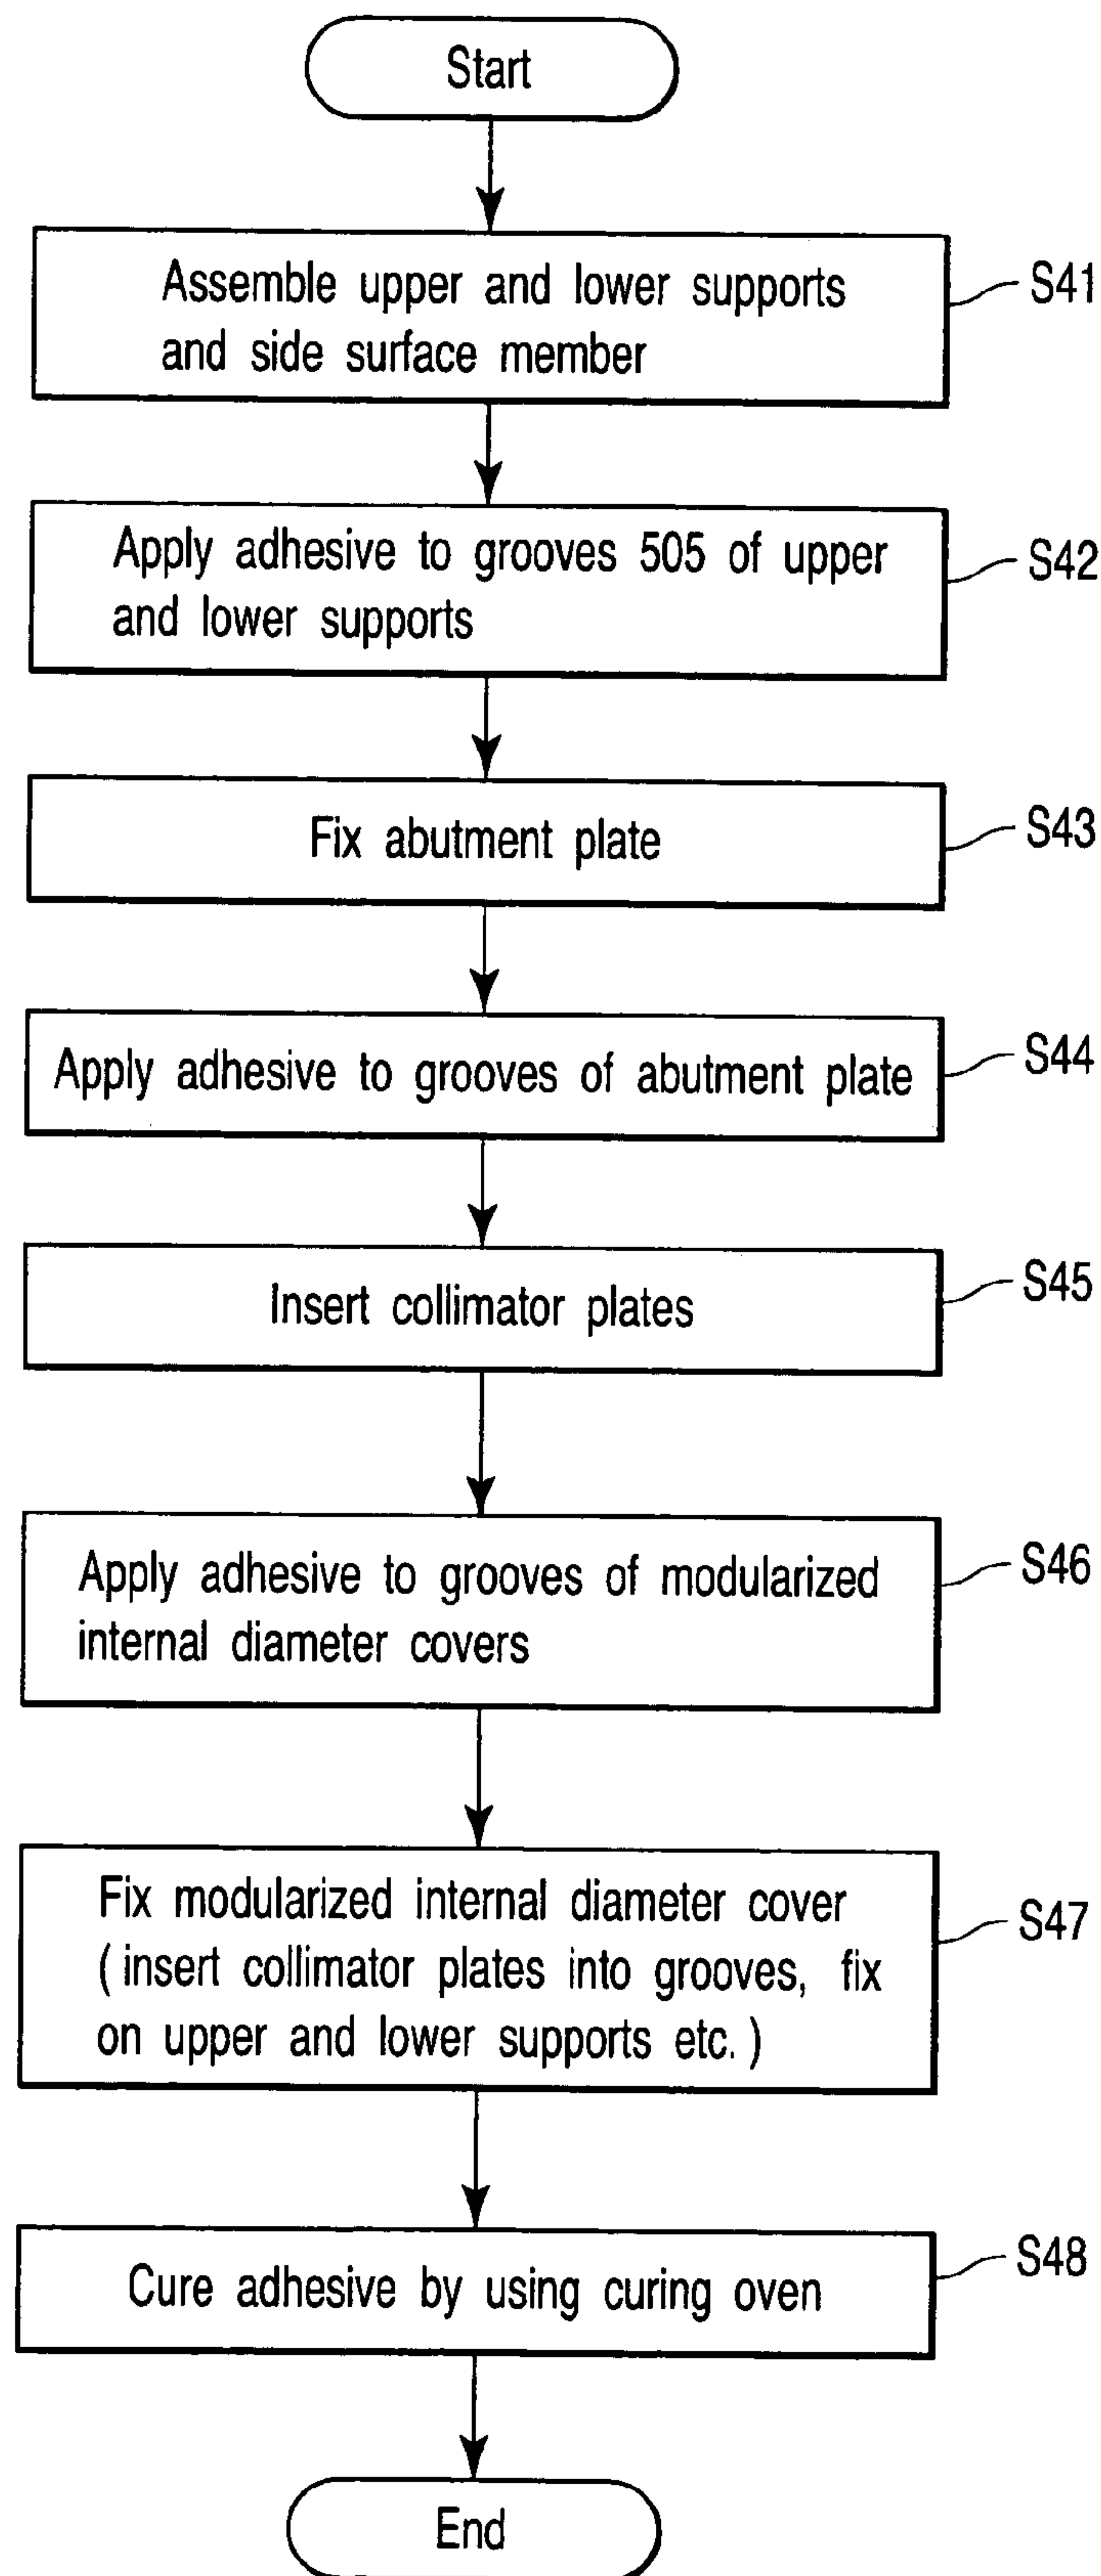 Start
Assemble upper and lower supports
and side surface member
S41
Apply adhesive to grooves 505 of upper
and lower supports
S42
Fix abutment plate
S43
Apply adhesive to grooves of abutment plate
S44
Insert collimator plates
S45
Apply adhesive to grooves of modularized
internal diameter covers
S46
Fix modularized internal diameter cover
( insert collimator plates into grooves, fix
on upper and lower supports etc. )
S47
Cure adhesive by using curing oven
S48
End